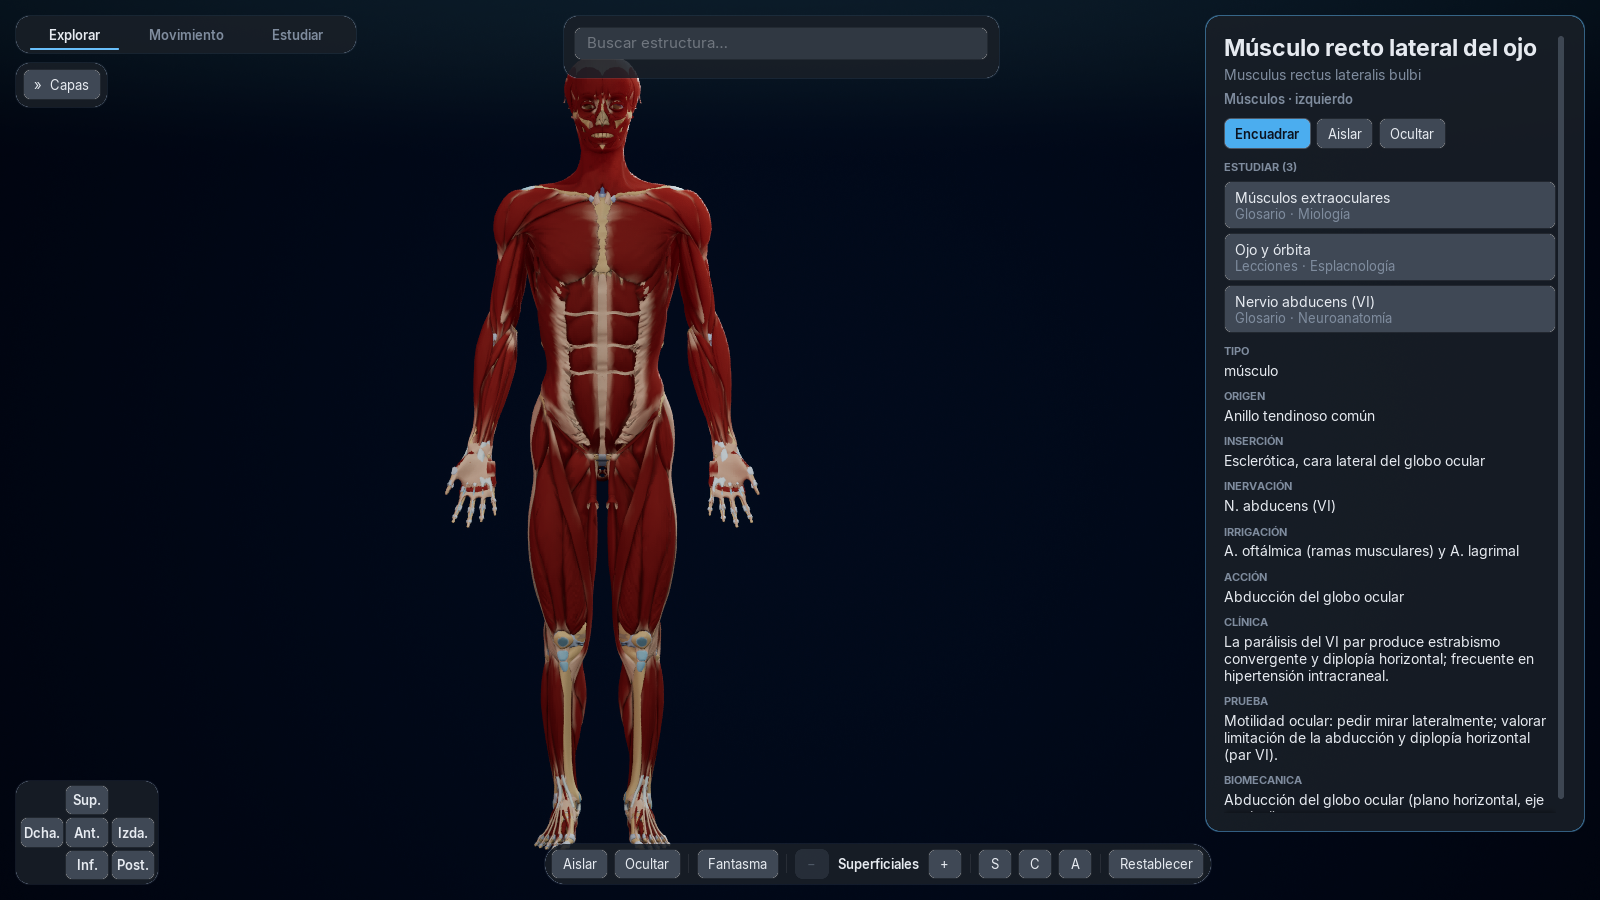 Explorar Movimiento Estudiar
» Capas
Buscar estructura...
Músculo recto lateral del ojo
Musculus rectus lateralis bulbi
Músculos · izquierdo
Encuadrar Aislar Ocultar
ESTUDIAR (3)
Músculos extraoculares
Glosario · Miología
Ojo y órbita
Lecciones · Esplacnología
Nervio abducens (VI)
Glosario · Neuroanatomía
TIPO
músculo
ORIGEN
Anillo tendinoso común
INSERCIÓN
Esclerótica, cara lateral del globo ocular
INERVACIÓN
N. abducens (VI)
IRRIGACIÓN
A. oftálmica (ramas musculares) y A. lagrimal
ACCIÓN
Abducción del globo ocular
CLÍNICA
La parálisis del VI par produce estrabismo
convergente y diplopía horizontal; frecuente en
hipertensión intracraneal.
PRUEBA
Motilidad ocular: pedir mirar lateralmente; valorar
limitación de la abducción y diplopía horizontal
(par VI).
BIOMECANICA
Abducción del globo ocular (plano horizontal, eje
Sup.
Dcha. Ant. Izda.
Inf. Post.
Aislar Ocultar Fantasma − Superficiales + S C A Restablecer